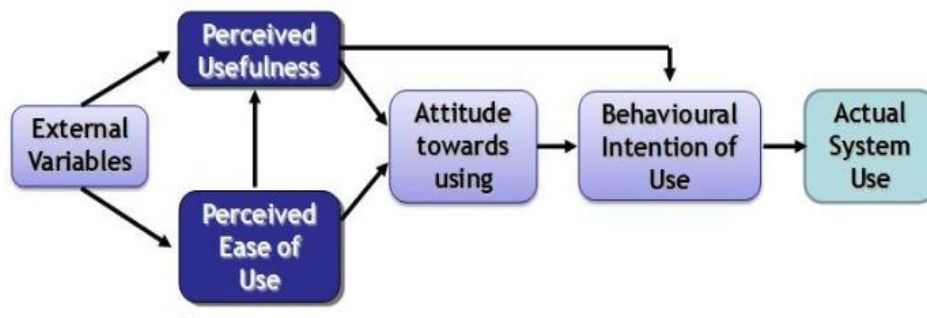 External
Variables
Perceived
Usefulness
Perceived
Ease of
Use
Attitude
towards
using
Behavioural
Intention of
Use
Actual
System
Use